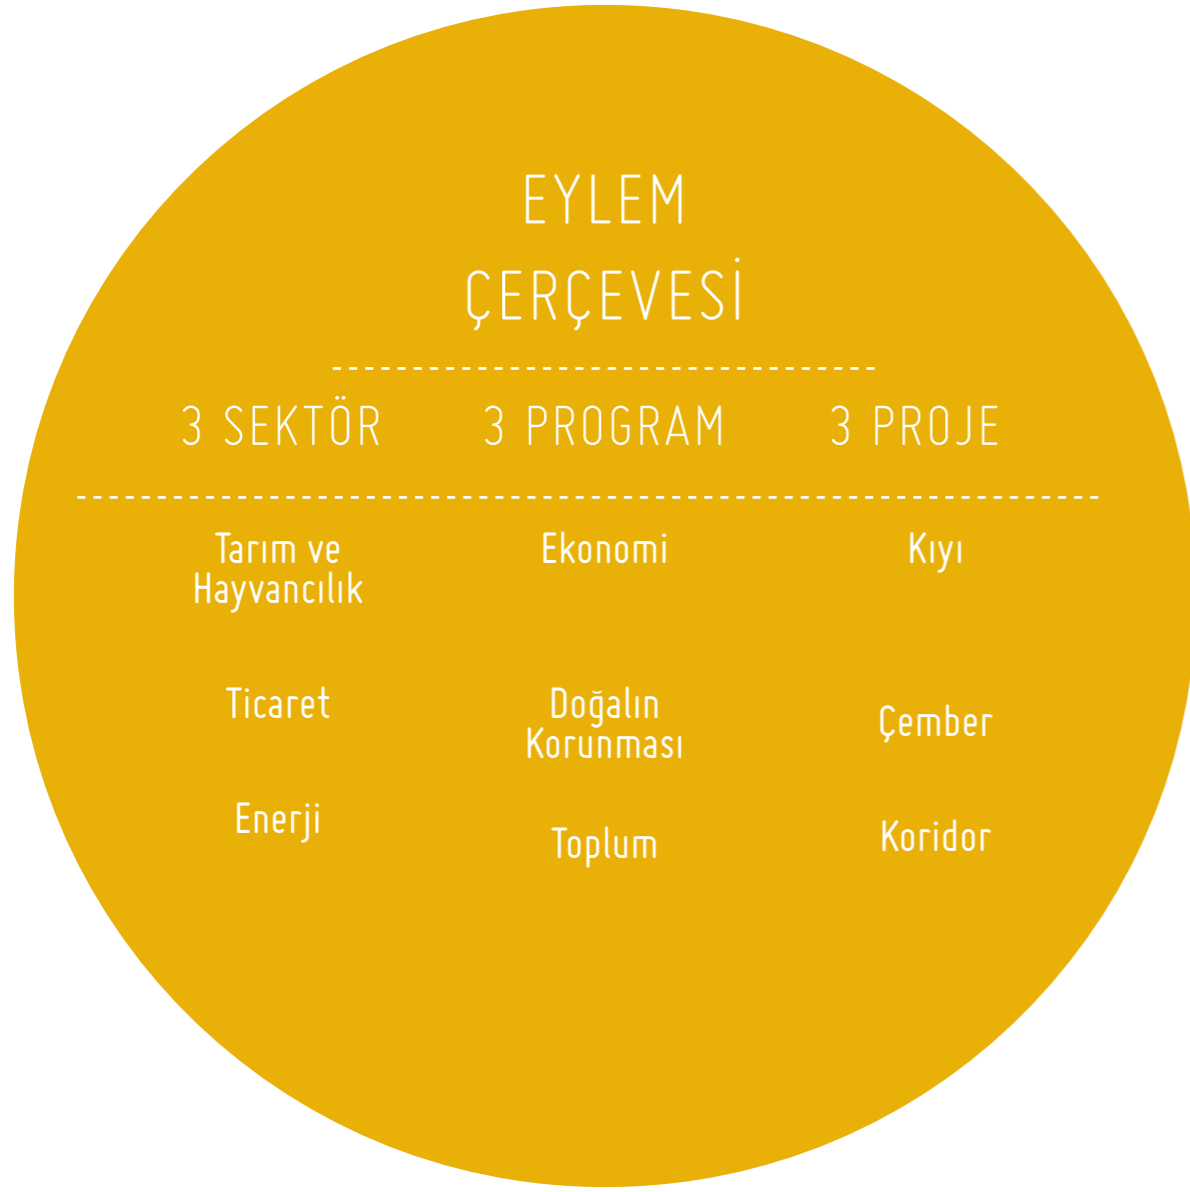 EYLEM
ÇERÇEVESİ
3 SEKTÖR
3 PROGRAM
3 PROJE
Tarım ve
Hayvancılık
Ekonomi
Kıyı
Ticaret
Doğalın
Korunması
Çember
Enerji
Toplum
Koridor